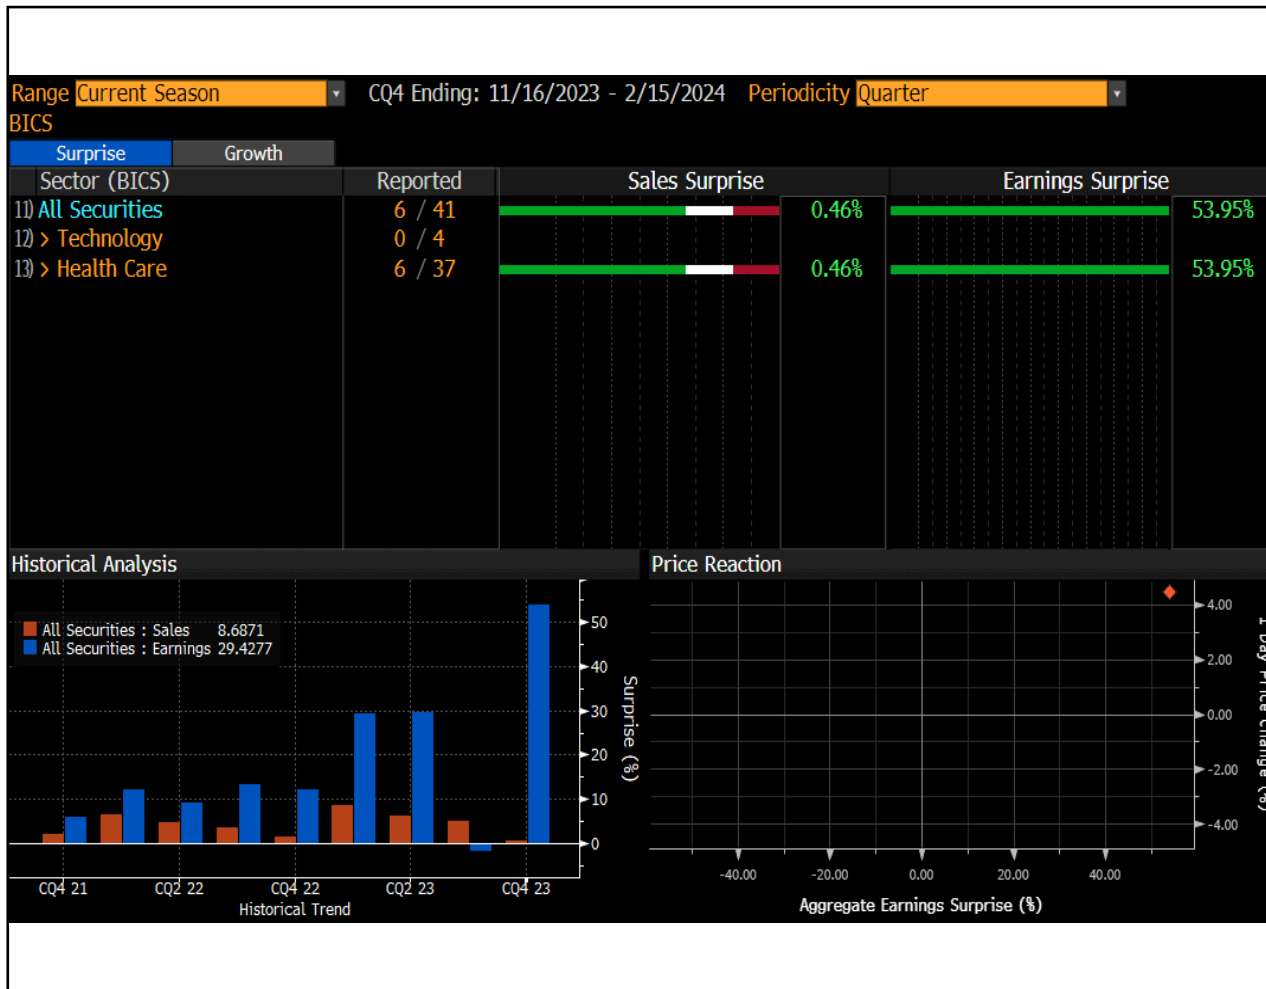 Range Current Season CQ4 Ending: 11/16/2023 - 2/15/2024 Periodicity Quarter
BICS
Surprise Growth
Sector (BICS) Reported Sales Surprise Earnings Surprise
11) All Securities 6 / 41 0.46% 53.95%
12) > Technology 0 / 4
13) > Health Care 6 / 37 0.46% 53.95%
Historical Analysis
All Securities : Sales 8.6871
All Securities : Earnings 29.4277
50
40
30
20
10
0
Surprise (%)
CQ4 21 CQ2 22 CQ4 22 CQ2 23 CQ4 23
Historical Trend
Price Reaction
4.00
2.00
0.00
-2.00
-4.00
1 Day Price Change (%)
-40.00 -20.00 0.00 20.00 40.00
Aggregate Earnings Surprise (%)